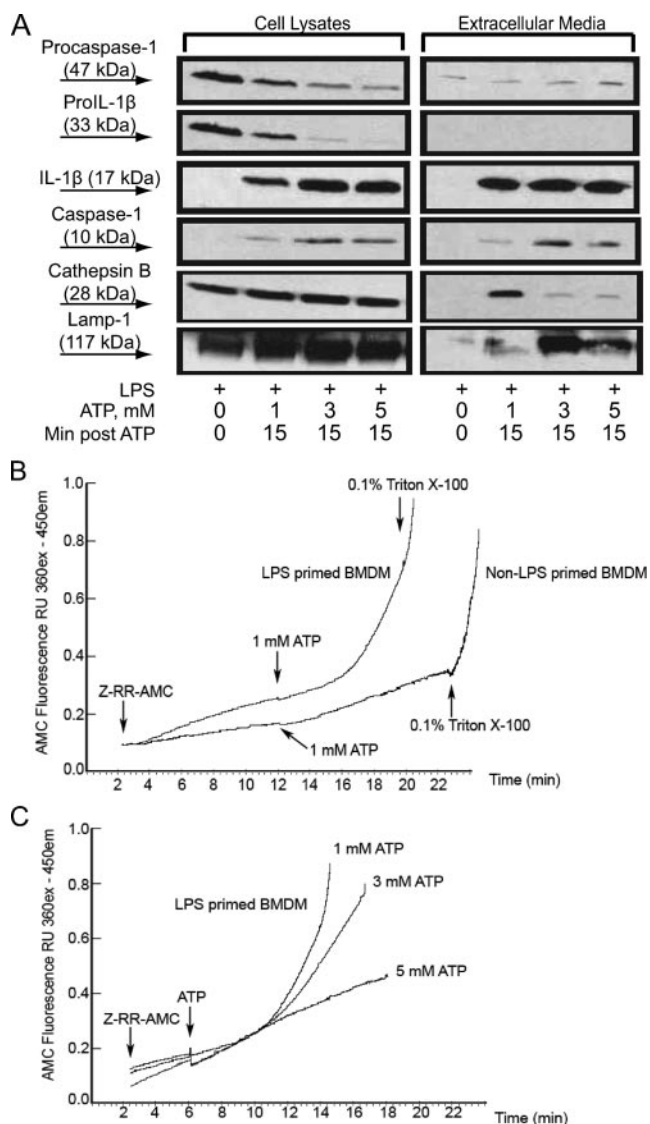 A
Cell Lysates
Extracellular Media
Procaspase-1
(47 kDa)
ProIL-1β
(33 kDa)
IL-1β (17 kDa)
Caspase-1
(10 kDa)
Cathepsin B
(28 kDa)
Lamp-1
(117 kDa)
LPS + + + + + + + +
ATP, mM 0 1 3 5 0 1 3 5
Min post ATP 0 15 15 15 0 15 15 15
B
AMC Fluorescence RU 360ex - 450em
1.0
0.8
0.6
0.4
0.2
0.0
0.1% Triton X-100
LPS primed BMDM
Non-LPS primed BMDM
1 mM ATP
Z-RR-AMC
1 mM ATP
0.1% Triton X-100
2 4 6 8 10 12 14 16 18 20 22
Time (min)
C
AMC Fluorescence RU 360ex - 450em
1.0
0.8
0.6
0.4
0.2
0.0
1 mM ATP
3 mM ATP
LPS primed BMDM
5 mM ATP
ATP
Z-RR-AMC
2 4 6 8 10 12 14 16 18 20 22
Time (min)